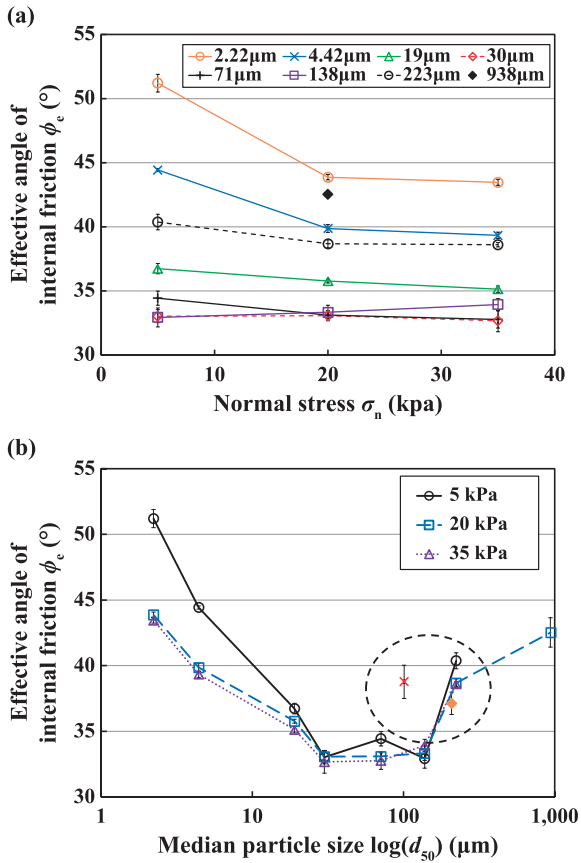 (a)
2.22μm 4.42μm 19μm 30μm
71μm 138μm 223μm 938μm
Effective angle of
internal friction ϕe (°)
55
50
45
40
35
30
0 10 20 30 40
Normal stress σn (kpa)
(b)
5 kPa
20 kPa
35 kPa
Effective angle of
internal friction ϕe (°)
55
50
45
40
35
30
1 10 100 1,000
Median particle size log(d50) (μm)